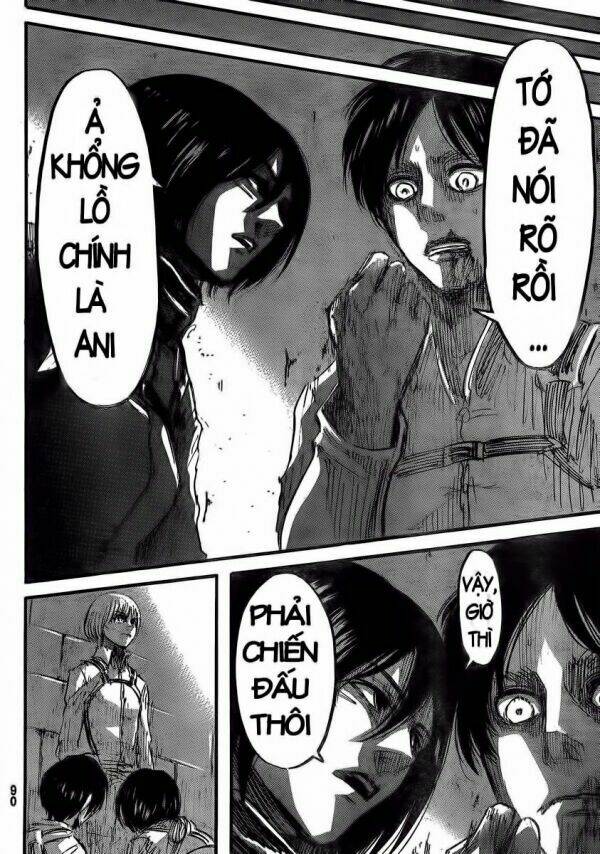 TỚ
ĐÃ
NÓI
RÕ
RỒI
...
Ả
KHỔNG
LỒ
CHÍNH
LÀ
ANI
VẬY,
GIỜ
THÌ
PHẢI
CHIẾN
ĐẤU
THÔI
90